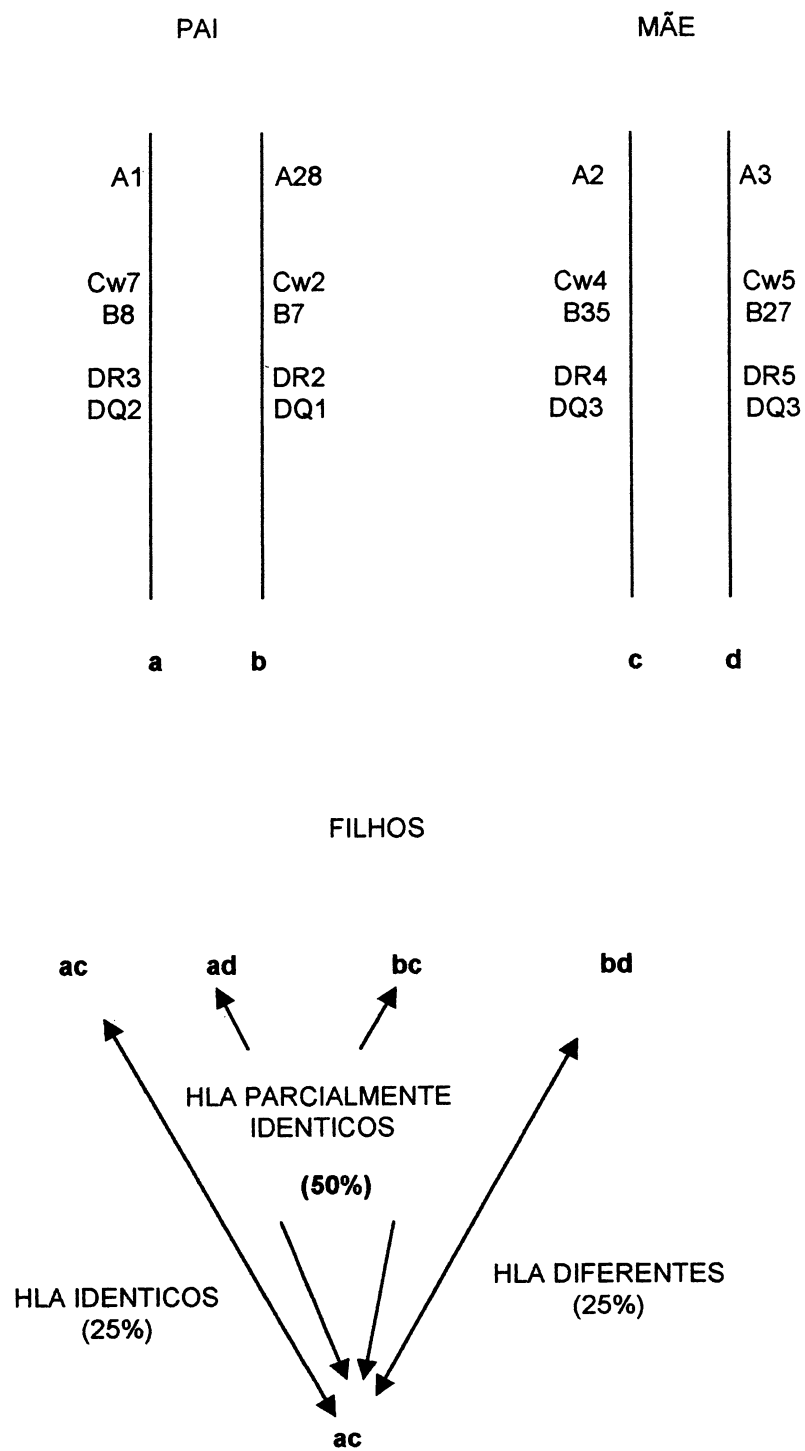 PAI MÃE
A1 A28 A2 A3
Cw7 Cw2 Cw4 Cw5
B8 B7 B35 B27
DR3 DR2 DR4 DR5
DQ2 DQ1 DQ3 DQ3
a b c d
FILHOS
ac ad bc bd
HLA PARCIALMENTE
IDENTICOS
(50%)
HLA IDENTICOS
(25%)
HLA DIFERENTES
(25%)
ac